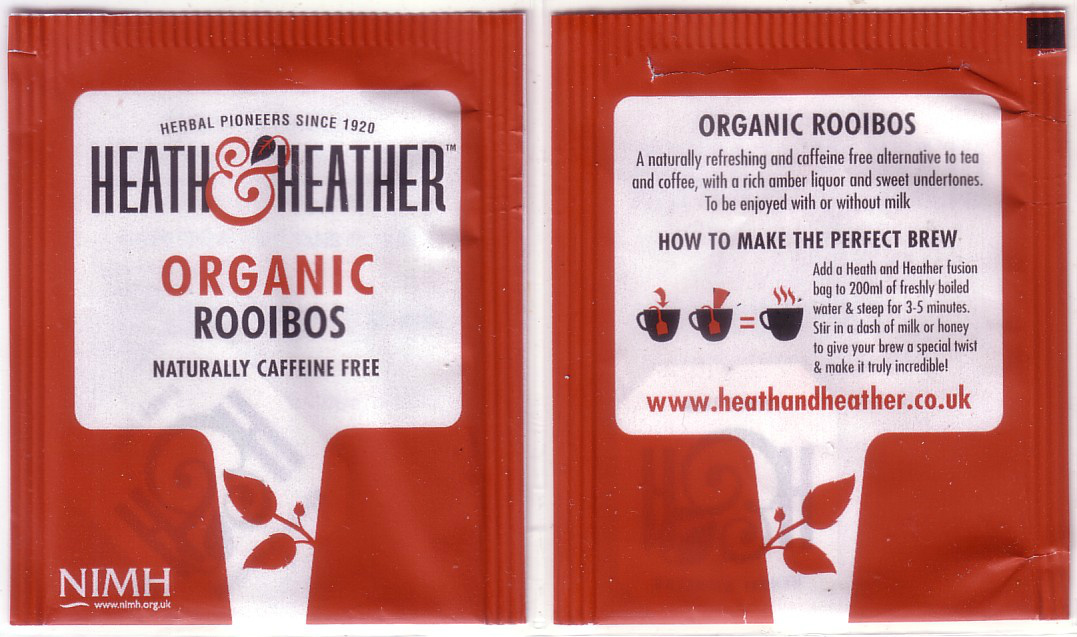 HERBAL PIONEERS SINCE 1920
HEATH & HEATHER™
ORGANIC
ROOIBOS
NATURALLY CAFFEINE FREE
NIMH
www.nimh.org.uk
ORGANIC ROOIBOS
A naturally refreshing and caffeine free alternative to tea
and coffee, with a rich amber liquor and sweet undertones.
To be enjoyed with or without milk
HOW TO MAKE THE PERFECT BREW
Add a Heath and Heather fusion
bag to 200ml of freshly boiled
water & steep for 3-5 minutes.
Stir in a dash of milk or honey
to give your brew a special twist
& make it truly incredible!
=
www.heathandheather.co.uk